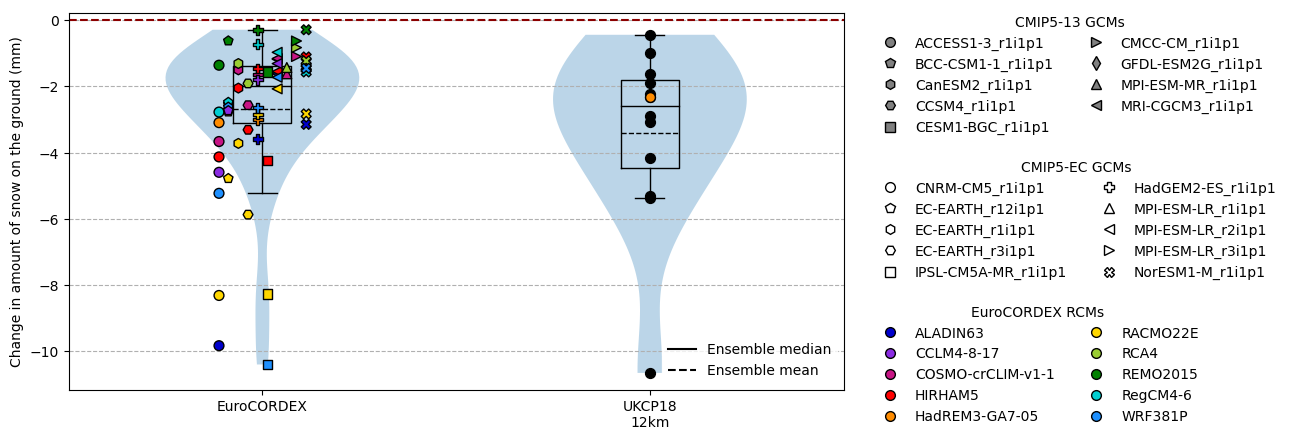 Change in amount of snow on the ground (mm)
0
−2
−4
−6
−8
−10
EuroCORDEX
UKCP18
12km
Ensemble median
Ensemble mean
CMIP5-13 GCMs
ACCESS1-3_r1i1p1
BCC-CSM1-1_r1i1p1
CanESM2_r1i1p1
CCSM4_r1i1p1
CESM1-BGC_r1i1p1
CMCC-CM_r1i1p1
GFDL-ESM2G_r1i1p1
MPI-ESM-MR_r1i1p1
MRI-CGCM3_r1i1p1
CMIP5-EC GCMs
CNRM-CM5_r1i1p1
EC-EARTH_r12i1p1
EC-EARTH_r1i1p1
EC-EARTH_r3i1p1
IPSL-CM5A-MR_r1i1p1
HadGEM2-ES_r1i1p1
MPI-ESM-LR_r1i1p1
MPI-ESM-LR_r2i1p1
MPI-ESM-LR_r3i1p1
NorESM1-M_r1i1p1
EuroCORDEX RCMs
ALADIN63
CCLM4-8-17
COSMO-crCLIM-v1-1
HIRHAM5
HadREM3-GA7-05
RACMO22E
RCA4
REMO2015
RegCM4-6
WRF381P